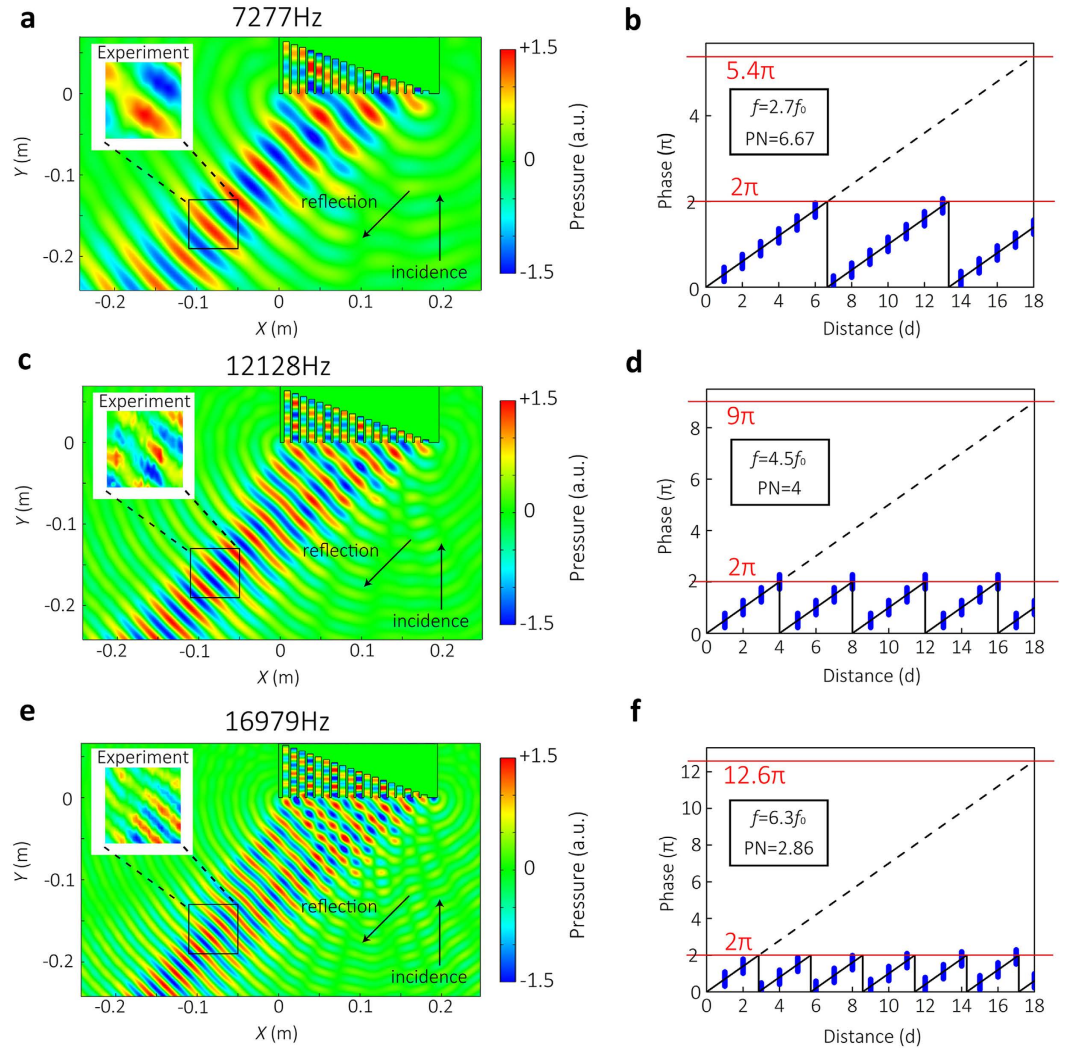 a
7277Hz
Experiment
0
-0.1
-0.2
Y (m)
reflection
incidence
-0.2
-0.1
0
0.1
0.2
X (m)
+1.5
0
-1.5
Pressure (a.u.)
b
5.4π
f=2.7f₀
PN=6.67
2π
Phase (π)
4
2
0
0 2 4 6 8 10 12 14 16 18
Distance (d)
c
12128Hz
Experiment
0
-0.1
-0.2
Y (m)
reflection
incidence
-0.2
-0.1
0
0.1
0.2
X (m)
+1.5
0
-1.5
Pressure (a.u.)
d
9π
f=4.5f₀
PN=4
2π
Phase (π)
8
6
4
2
0
0 2 4 6 8 10 12 14 16 18
Distance (d)
e
16979Hz
Experiment
0
-0.1
-0.2
Y (m)
reflection
incidence
-0.2
-0.1
0
0.1
0.2
X (m)
+1.5
0
-1.5
Pressure (a.u.)
f
12.6π
f=6.3f₀
PN=2.86
2π
Phase (π)
12
10
8
6
4
2
0
0 2 4 6 8 10 12 14 16 18
Distance (d)